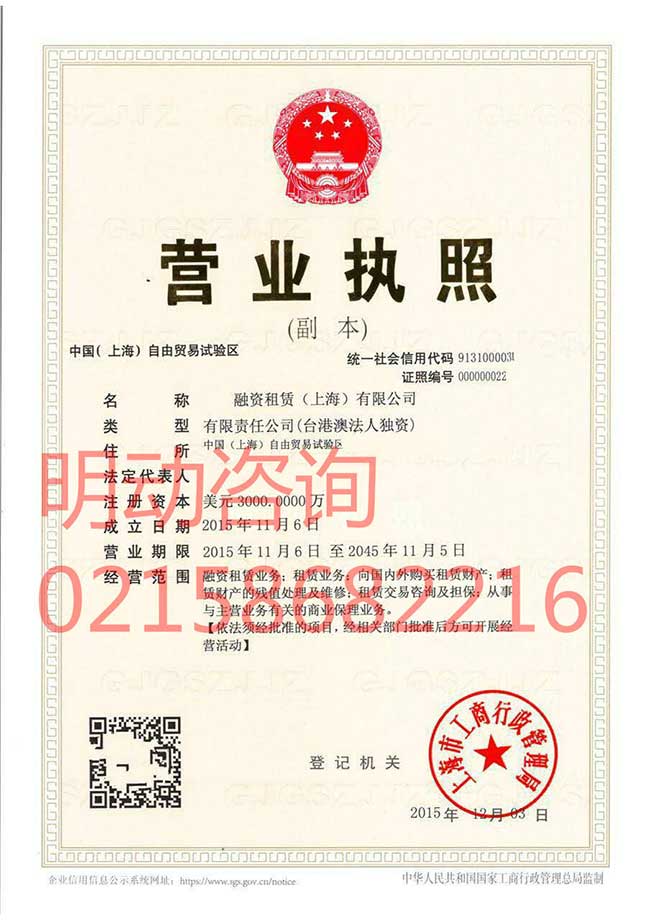 营业执照
(副 本)
中国( 上海) 自由贸易试验区
统一社会信用代码 9131000031
证照编号 000000022
名 称 融资租赁（上海）有限公司
类 型 有限责任公司(台港澳法人独资)
住 所 中国（上海）自由贸易试验区
法定代表人
明动咨询
注册资本 美元3000.0000万
成立日期 2015年11月6日
营业期限 2015年11月6日 至2045年11月5日
经营范围 融资租赁业务；租赁业务；向国内外购买租赁财产；租
赁财产的残值处理及维修；租赁交易咨询及担保；从事
与主营业务有关的商业保理业务。
02158682216
【依法须经批准的项目，经相关部门批准后方可开展经
营活动】
登记机关
上海市工商行政管理局
2015年 12月 03日
企业信用信息公示系统网址：https://www.sgs.gov.cn/notice
中华人民共和国国家工商行政管理总局监制